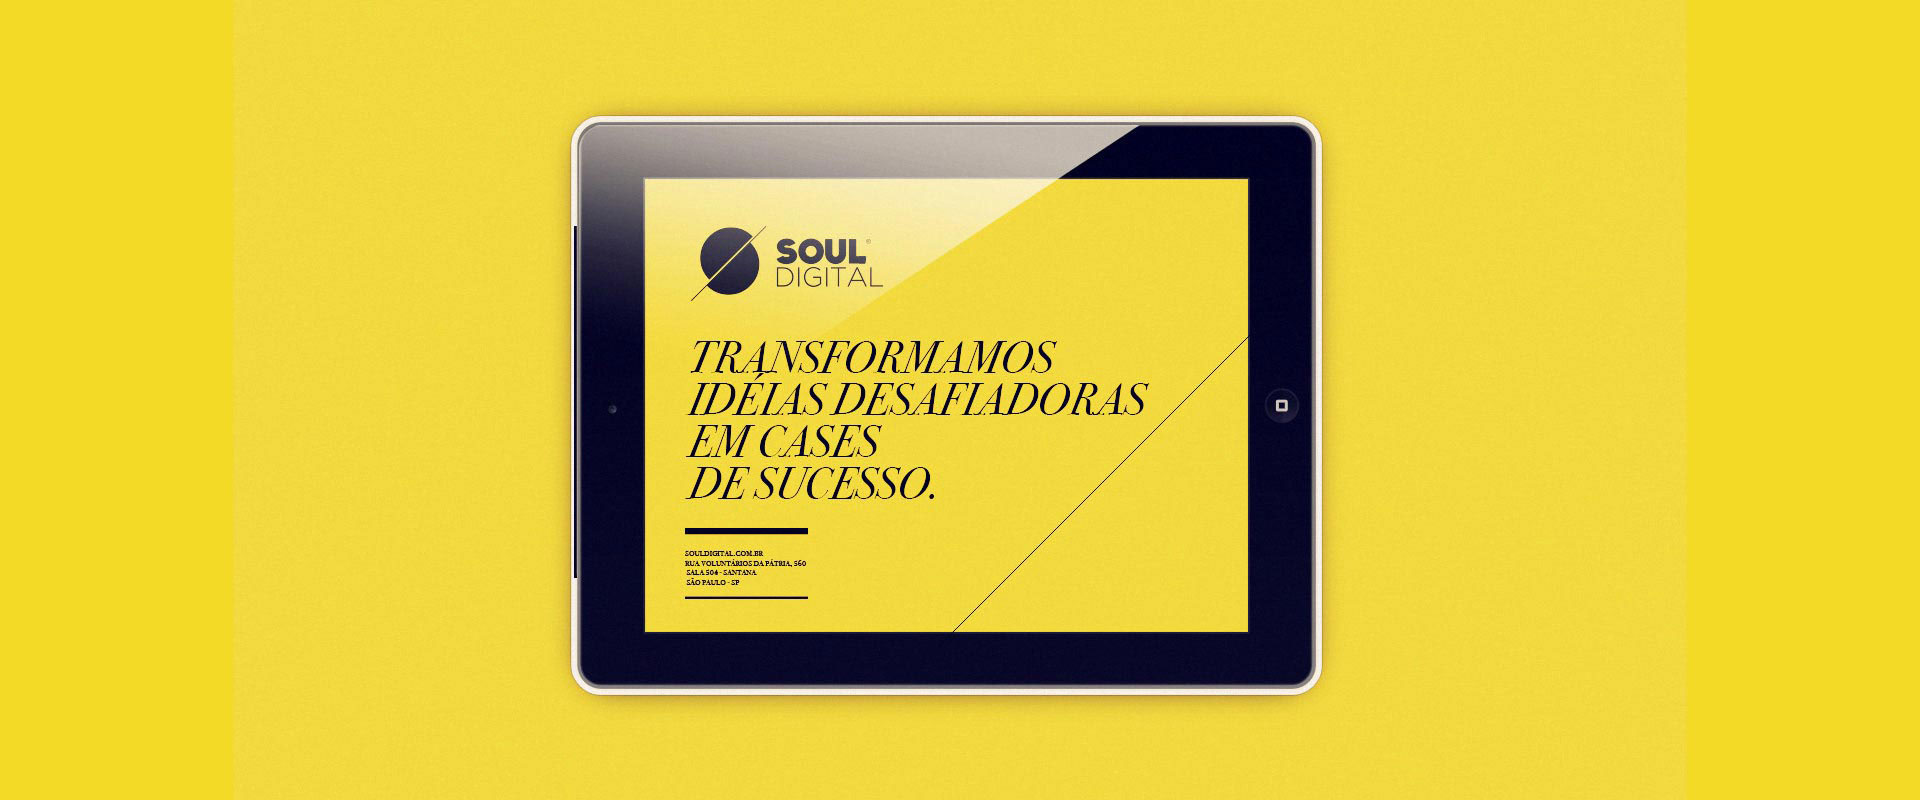 SOUL®
DIGITAL
TRANSFORMAMOS
IDÉIAS DESAFIADORAS
EM CASES
DE SUCESSO.
SOULDIGITAL.COM.BR
RUA VOLUNTÁRIOS DA PÁTRIA, 560
SALA 504 - SANTANA
SÃO PAULO - SP